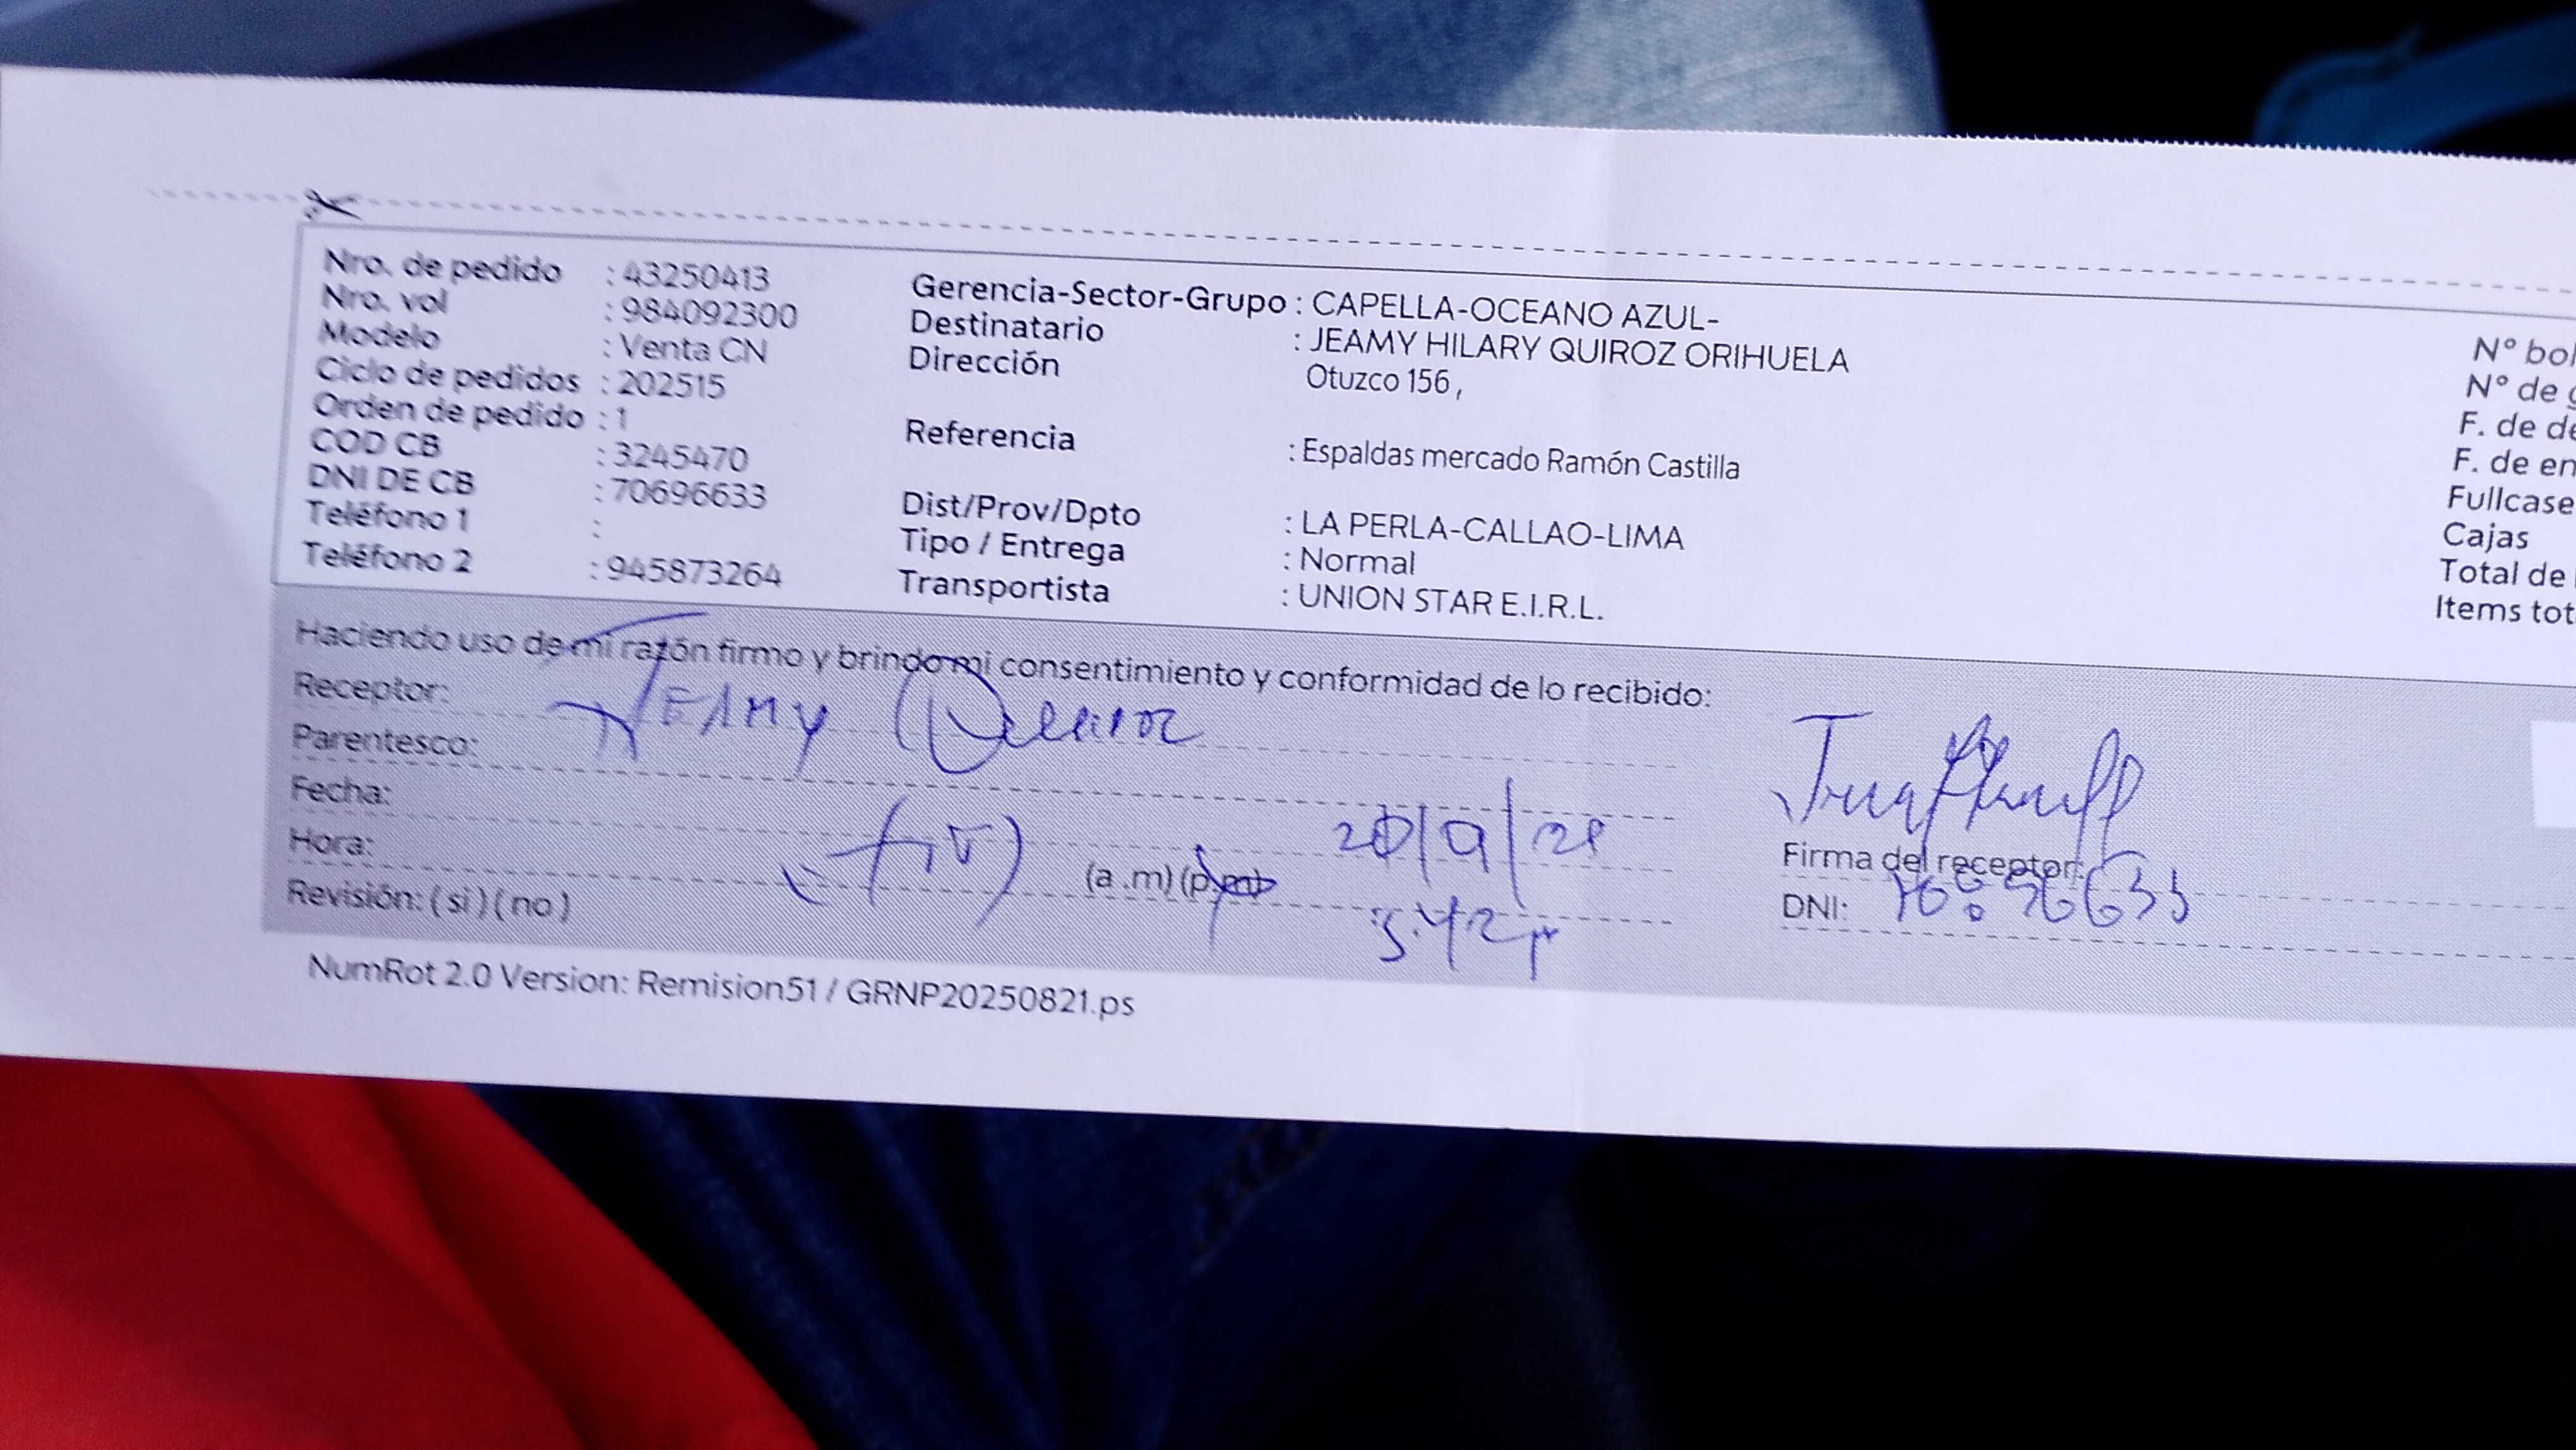 Nro. de pedido : 43250413
Nro. vol : 984092300
Modelo : Venta CN
Ciclo de pedidos : 202515
Orden de pedido : 1
COD CB : 3245470
DNI DE CB : 70696633
Teléfono 1 :
Teléfono 2 : 945873264
Gerencia-Sector-Grupo : CAPELLA-OCEANO AZUL-
Destinatario : JEAMY HILARY QUIROZ ORIHUELA
Dirección Otuzco 156 ,
Referencia : Espaldas mercado Ramón Castilla
Dist/Prov/Dpto : LA PERLA-CALLAO-LIMA
Tipo / Entrega : Normal
Transportista : UNION STAR E.I.R.L.
N° bol
N° de g
F. de de
F. de en
Fullcase
Cajas
Total de
Items tot
Haciendo uso de mi razón firmo y brindo mi consentimiento y conformidad de lo recibido:
Receptor: JEAMY Quiroz
Parentesco:
Fecha:
Hora: (a .m) (p.m)
Revisión: ( si ) ( no )
Firma del receptor:
DNI:
NumRot 2.0 Version: Remision51 / GRNP20250821.ps